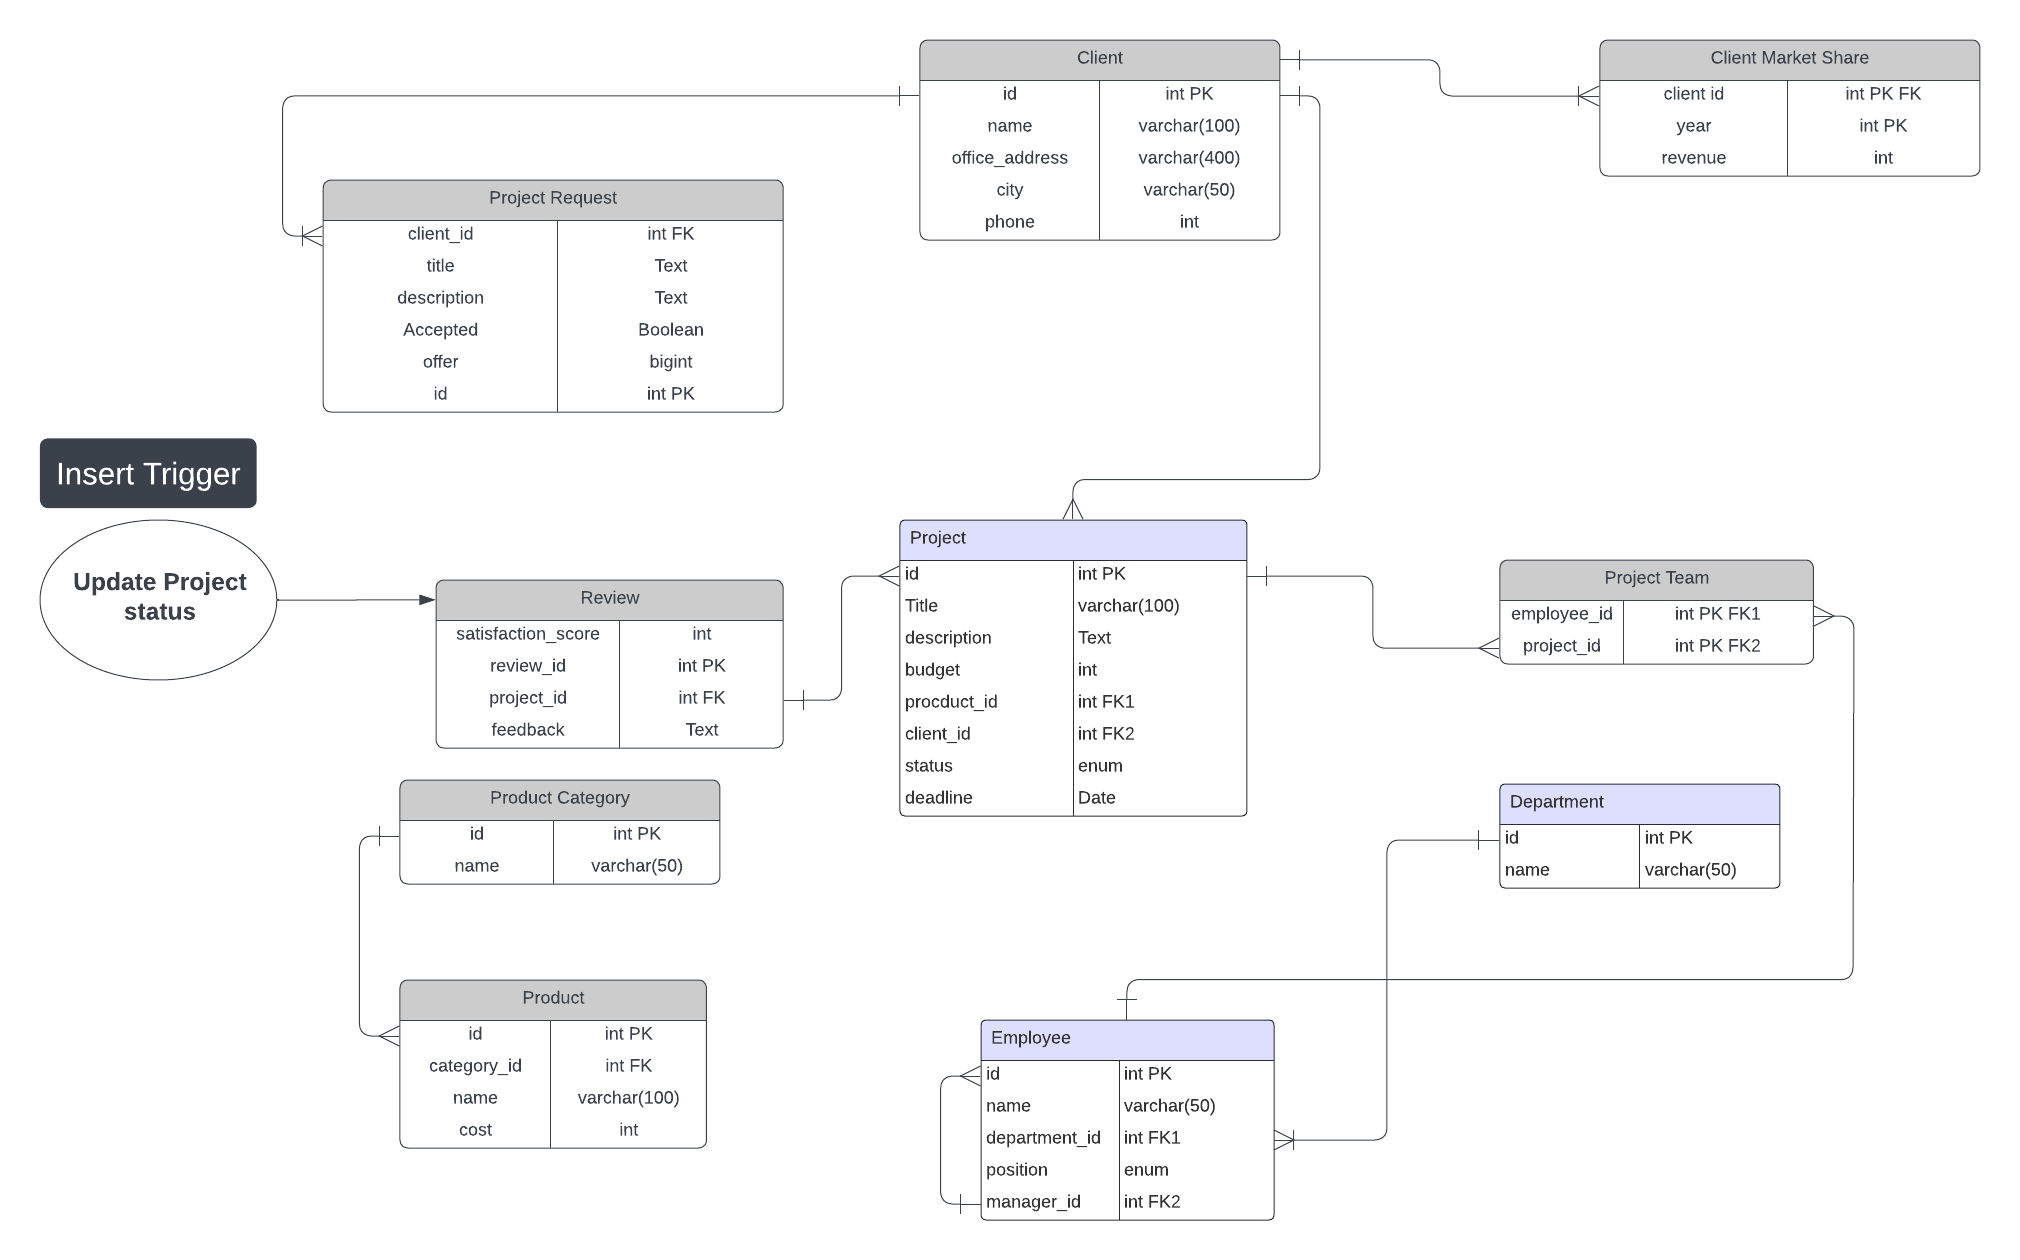 Client
id int PK
name varchar(100)
office_address varchar(400)
city varchar(50)
phone int
Client Market Share
client id int PK FK
year int PK
revenue int
Project Request
client_id int FK
title Text
description Text
Accepted Boolean
offer bigint
id int PK
Insert Trigger
Update Project
status
Review
satisfaction_score int
review_id int PK
project_id int FK
feedback Text
Project
id int PK
Title varchar(100)
description Text
budget int
procduct_id int FK1
client_id int FK2
status enum
deadline Date
Project Team
employee_id int PK FK1
project_id int PK FK2
Product Category
id int PK
name varchar(50)
Department
id int PK
name varchar(50)
Product
id int PK
category_id int FK
name varchar(100)
cost int
Employee
id int PK
name varchar(50)
department_id int FK1
position enum
manager_id int FK2